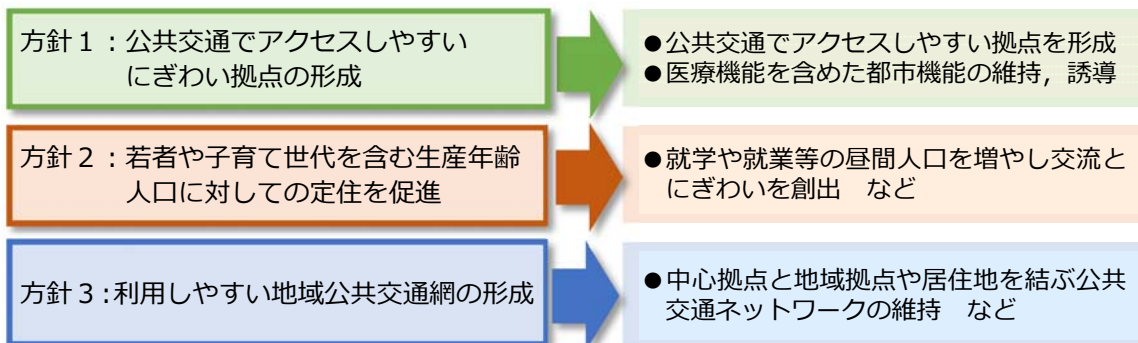 方針１：公共交通でアクセスしやすい
にぎわい拠点の形成
●公共交通でアクセスしやすい拠点を形成
●医療機能を含めた都市機能の維持，誘導
方針２：若者や子育て世代を含む生産年齢
人口に対しての定住を促進
●就学や就業等の昼間人口を増やし交流と
にぎわいを創出　など
方針３：利用しやすい地域公共交通網の形成
●中心拠点と地域拠点や居住地を結ぶ公共
交通ネットワークの維持　など